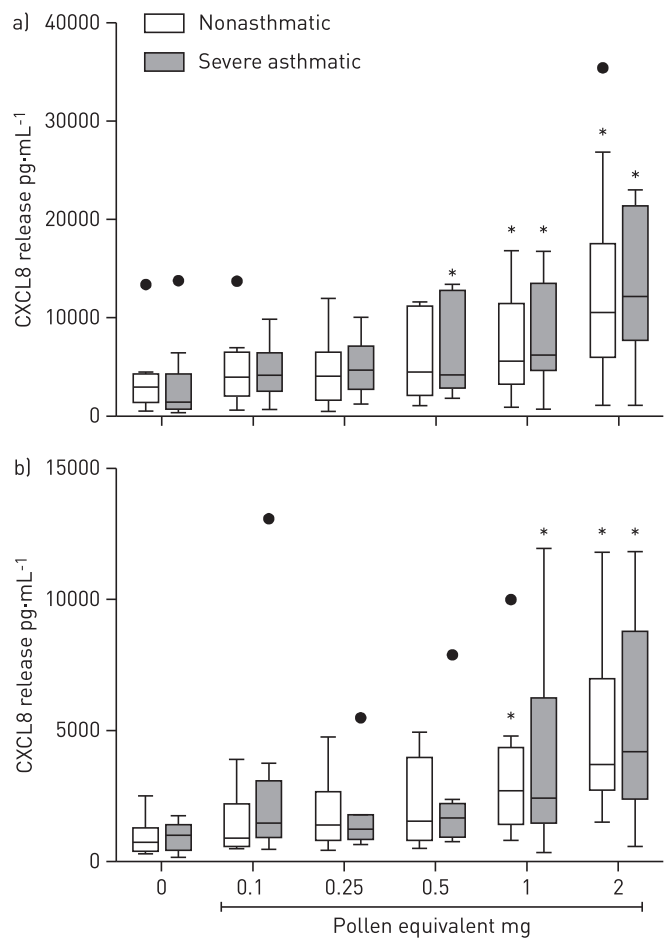 a)
Nonasthmatic
Severe asthmatic
CXCL8 release pg·mL-1
40000
30000
20000
10000
0
* * * * *
b)
CXCL8 release pg·mL-1
15000
10000
5000
0
* * * *
0 0.1 0.25 0.5 1 2
Pollen equivalent mg